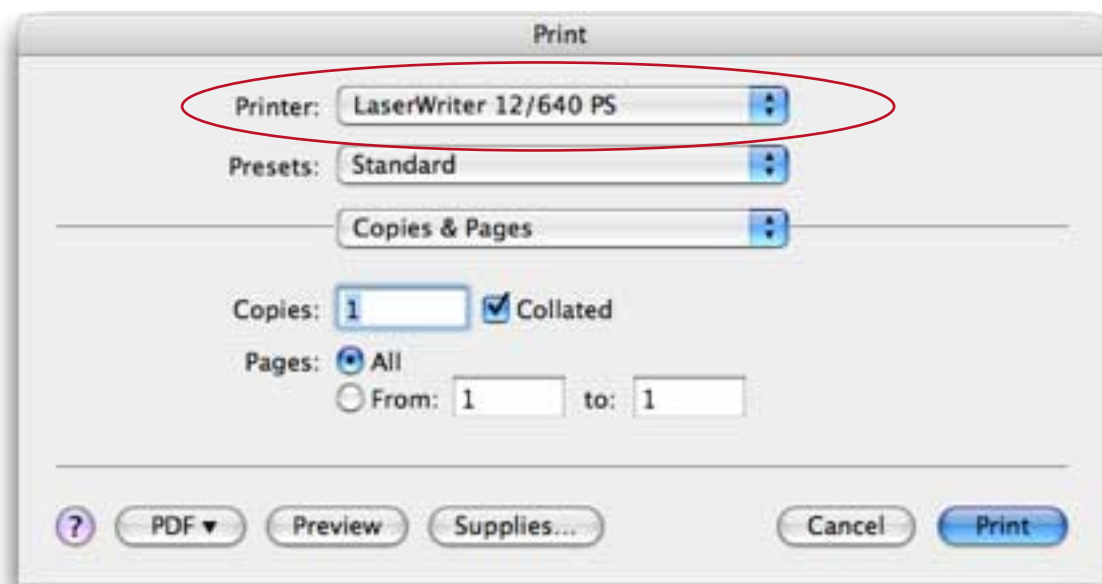 Print
Printer: LaserWriter 12/640 PS
Presets: Standard
Copies & Pages
Copies: 1 Collated
Pages: All
From: 1 to: 1
? PDF ▼ Preview Supplies... Cancel Print